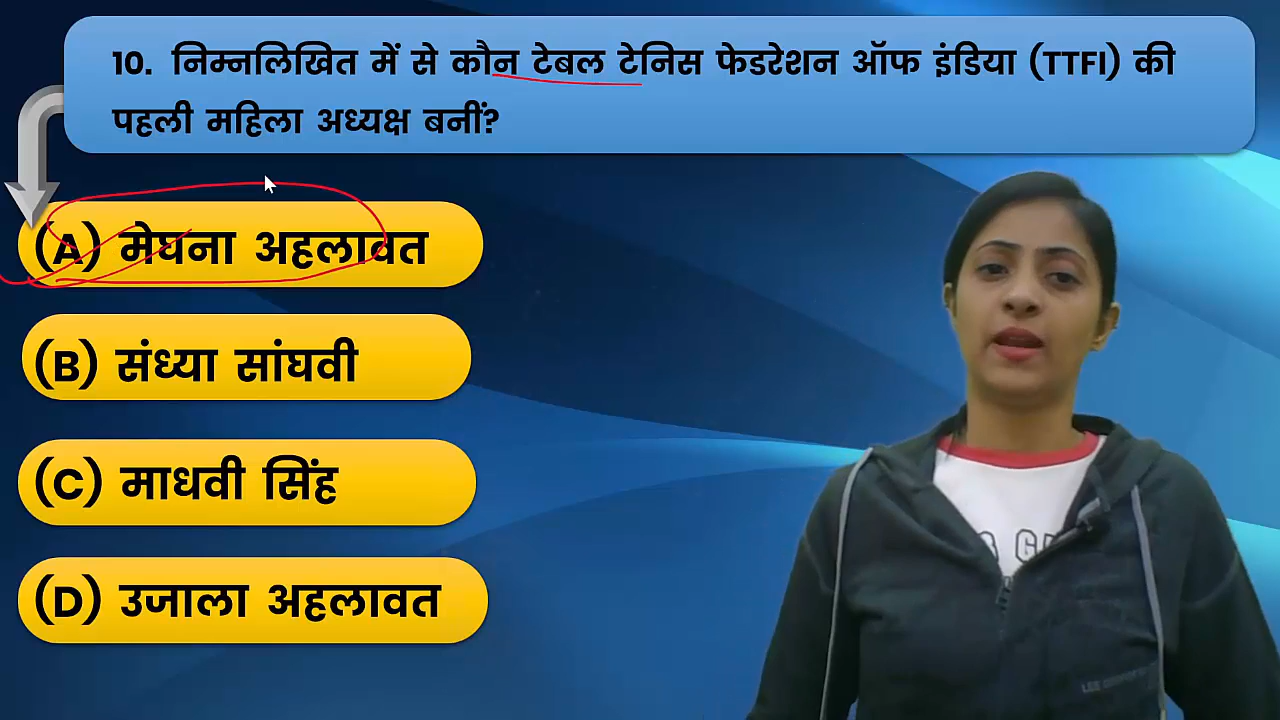 10. निम्नलिखित में से कौन टेबल टेनिस फेडरेशन ऑफ इंडिया (TTFI) की
पहली महिला अध्यक्ष बनीं?
(A) मेघना अहलावत
(B) संध्या सांघवी
(C) माधवी सिंह
(D) उजाला अहलावत